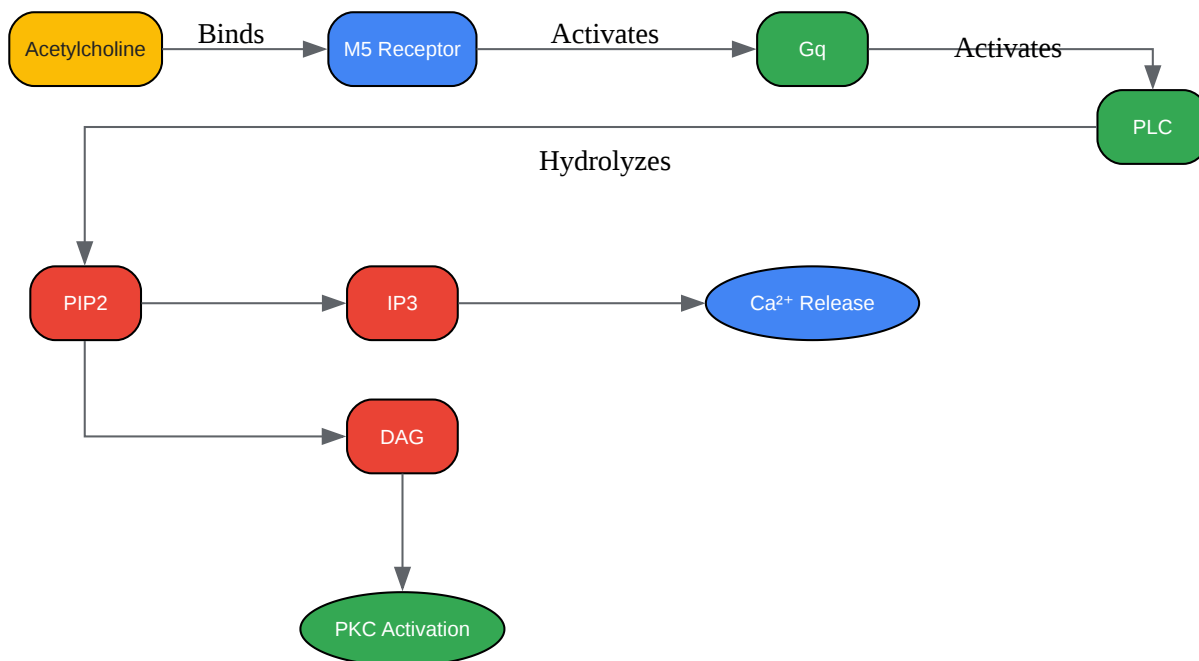 Acetylcholine
Binds
M5 Receptor
Activates
Gq
Activates
PLC
Hydrolyzes
PIP2
IP3
Ca²⁺ Release
DAG
PKC Activation